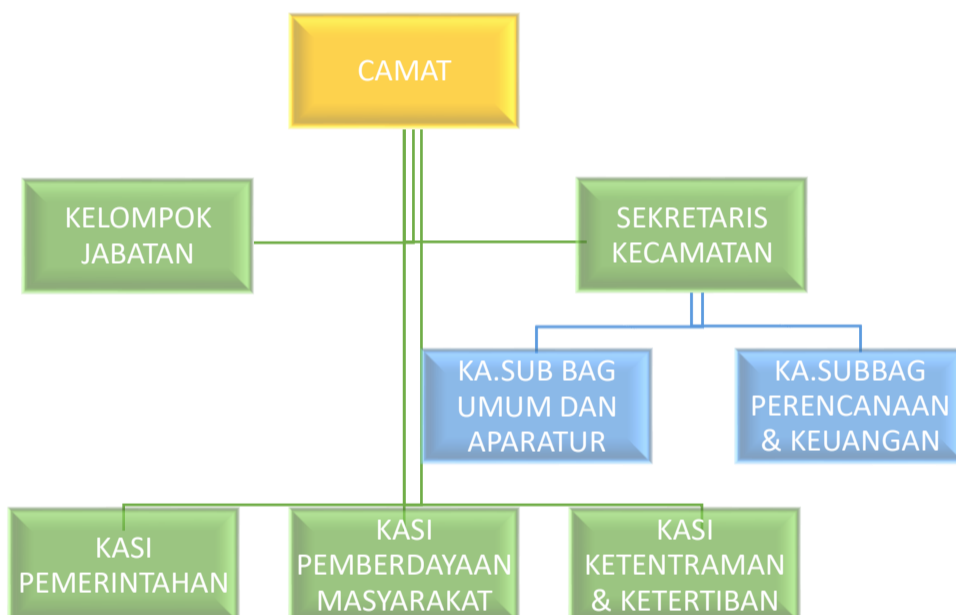 CAMAT
KELOMPOK
JABATAN
SEKRETARIS
KECAMATAN
KA.SUB BAG
UMUM DAN
APARATUR
KA.SUBBAG
PERENCANAAN
& KEUANGAN
KASI
PEMERINTAHAN
KASI
PEMBERDAYAAN
MASYARAKAT
KASI
KETENTRAMAN
& KETERTIBAN